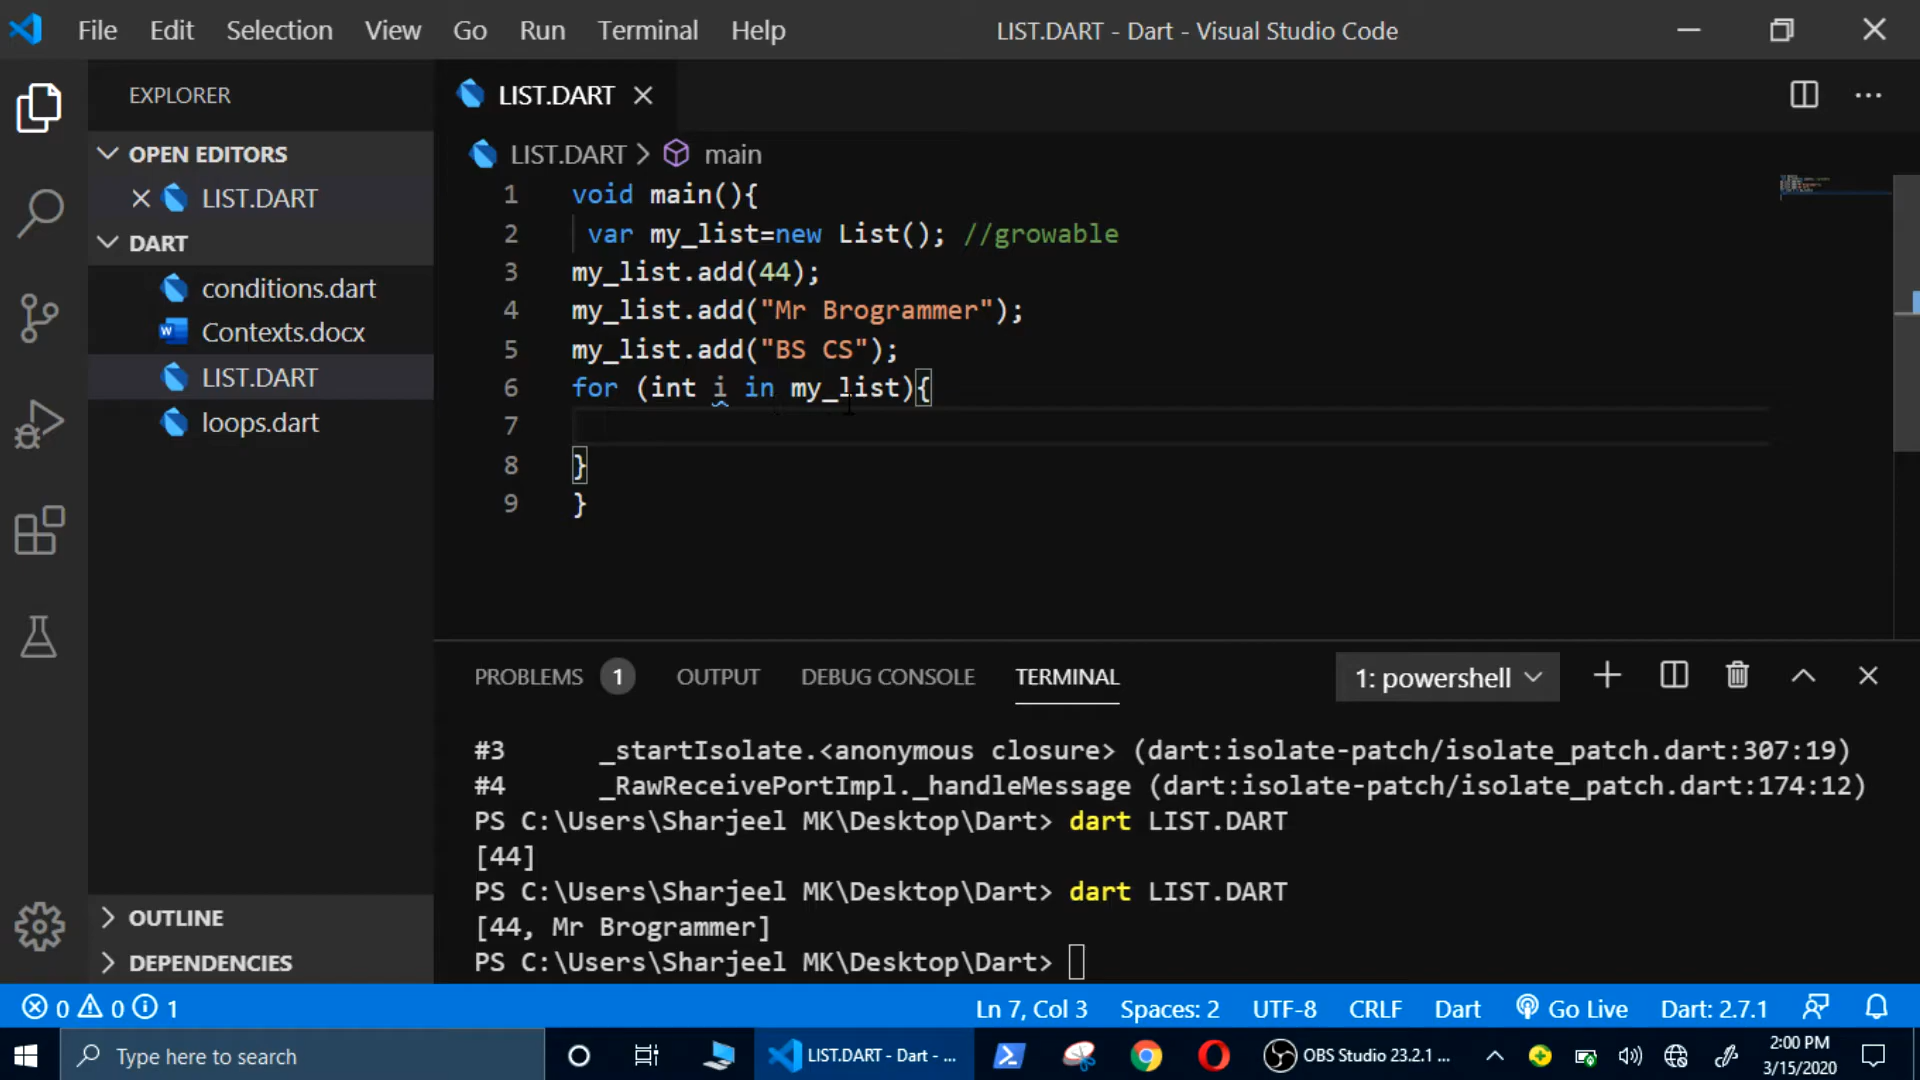 File Edit Selection View Go Run Terminal Help LIST.DART - Dart - Visual Studio Code
EXPLORER
OPEN EDITORS
LIST.DART
DART
conditions.dart
Contexts.docx
LIST.DART
loops.dart
OUTLINE
DEPENDENCIES
LIST.DART
LIST.DART > main
1 void main(){
2 var my_list=new List(); //growable
3 my_list.add(44);
4 my_list.add("Mr Brogrammer");
5 my_list.add("BS CS");
6 for (int i in my_list){
7
8 }
9 }
PROBLEMS 1 OUTPUT DEBUG CONSOLE TERMINAL 1: powershell
#3 _startIsolate.<anonymous closure> (dart:isolate-patch/isolate_patch.dart:307:19)
#4 _RawReceivePortImpl._handleMessage (dart:isolate-patch/isolate_patch.dart:174:12)
PS C:\Users\Sharjeel MK\Desktop\Dart> dart LIST.DART
[44]
PS C:\Users\Sharjeel MK\Desktop\Dart> dart LIST.DART
[44, Mr Brogrammer]
PS C:\Users\Sharjeel MK\Desktop\Dart>
0 0 1 Ln 7, Col 3 Spaces: 2 UTF-8 CRLF Dart Go Live Dart: 2.7.1
Type here to search LIST.DART - Dart - ... OBS Studio 23.2.1 ... 2:00 PM
3/15/2020